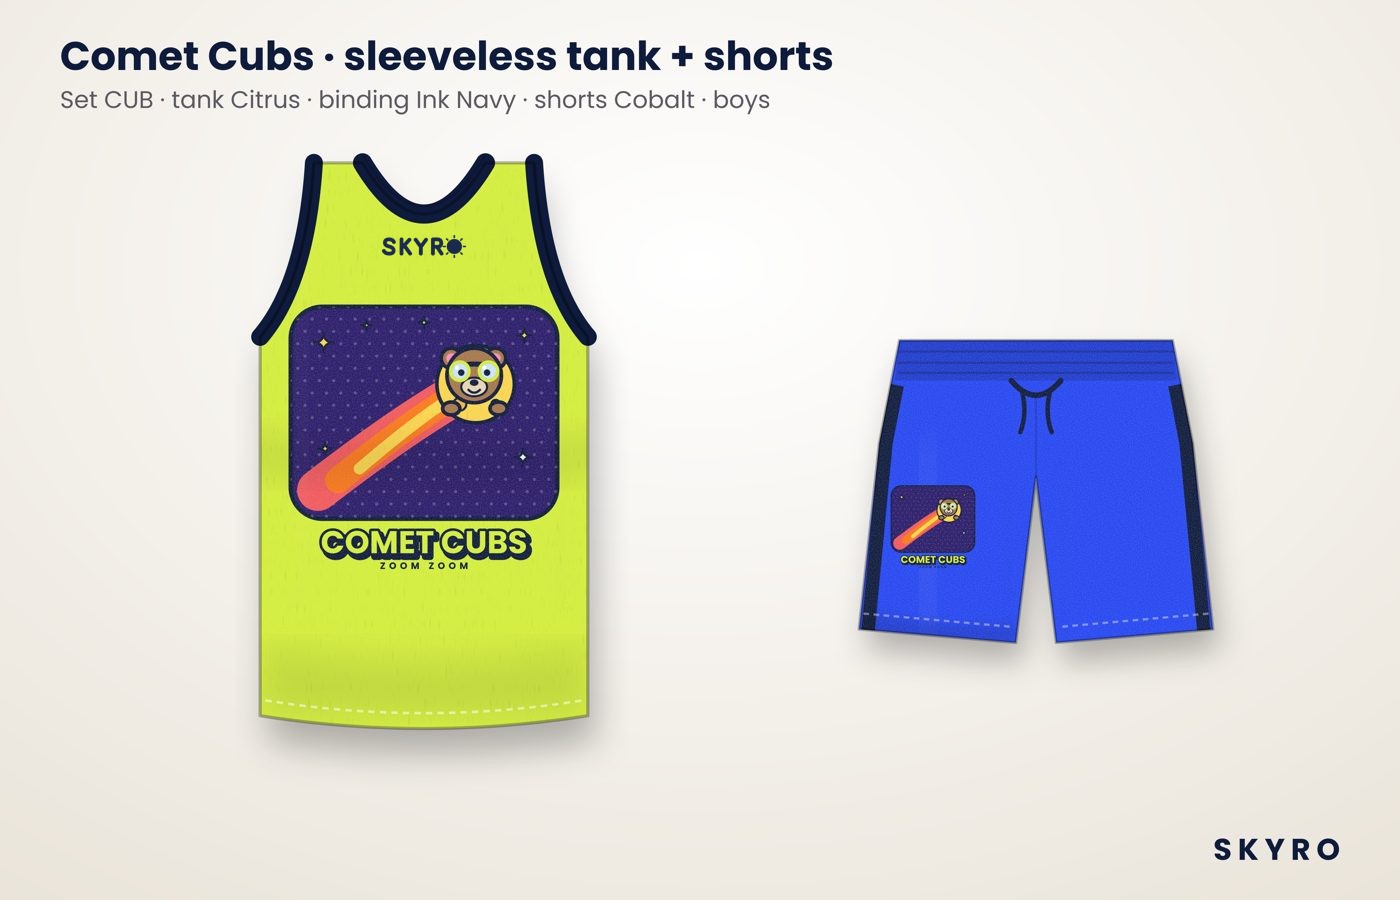 Comet Cubs · sleeveless tank + shorts
Set CUB · tank Citrus · binding Ink Navy · shorts Cobalt · boys
SKYRO
COMET CUBS
ZOOM ZOOM
COMET CUBS
SKYRO